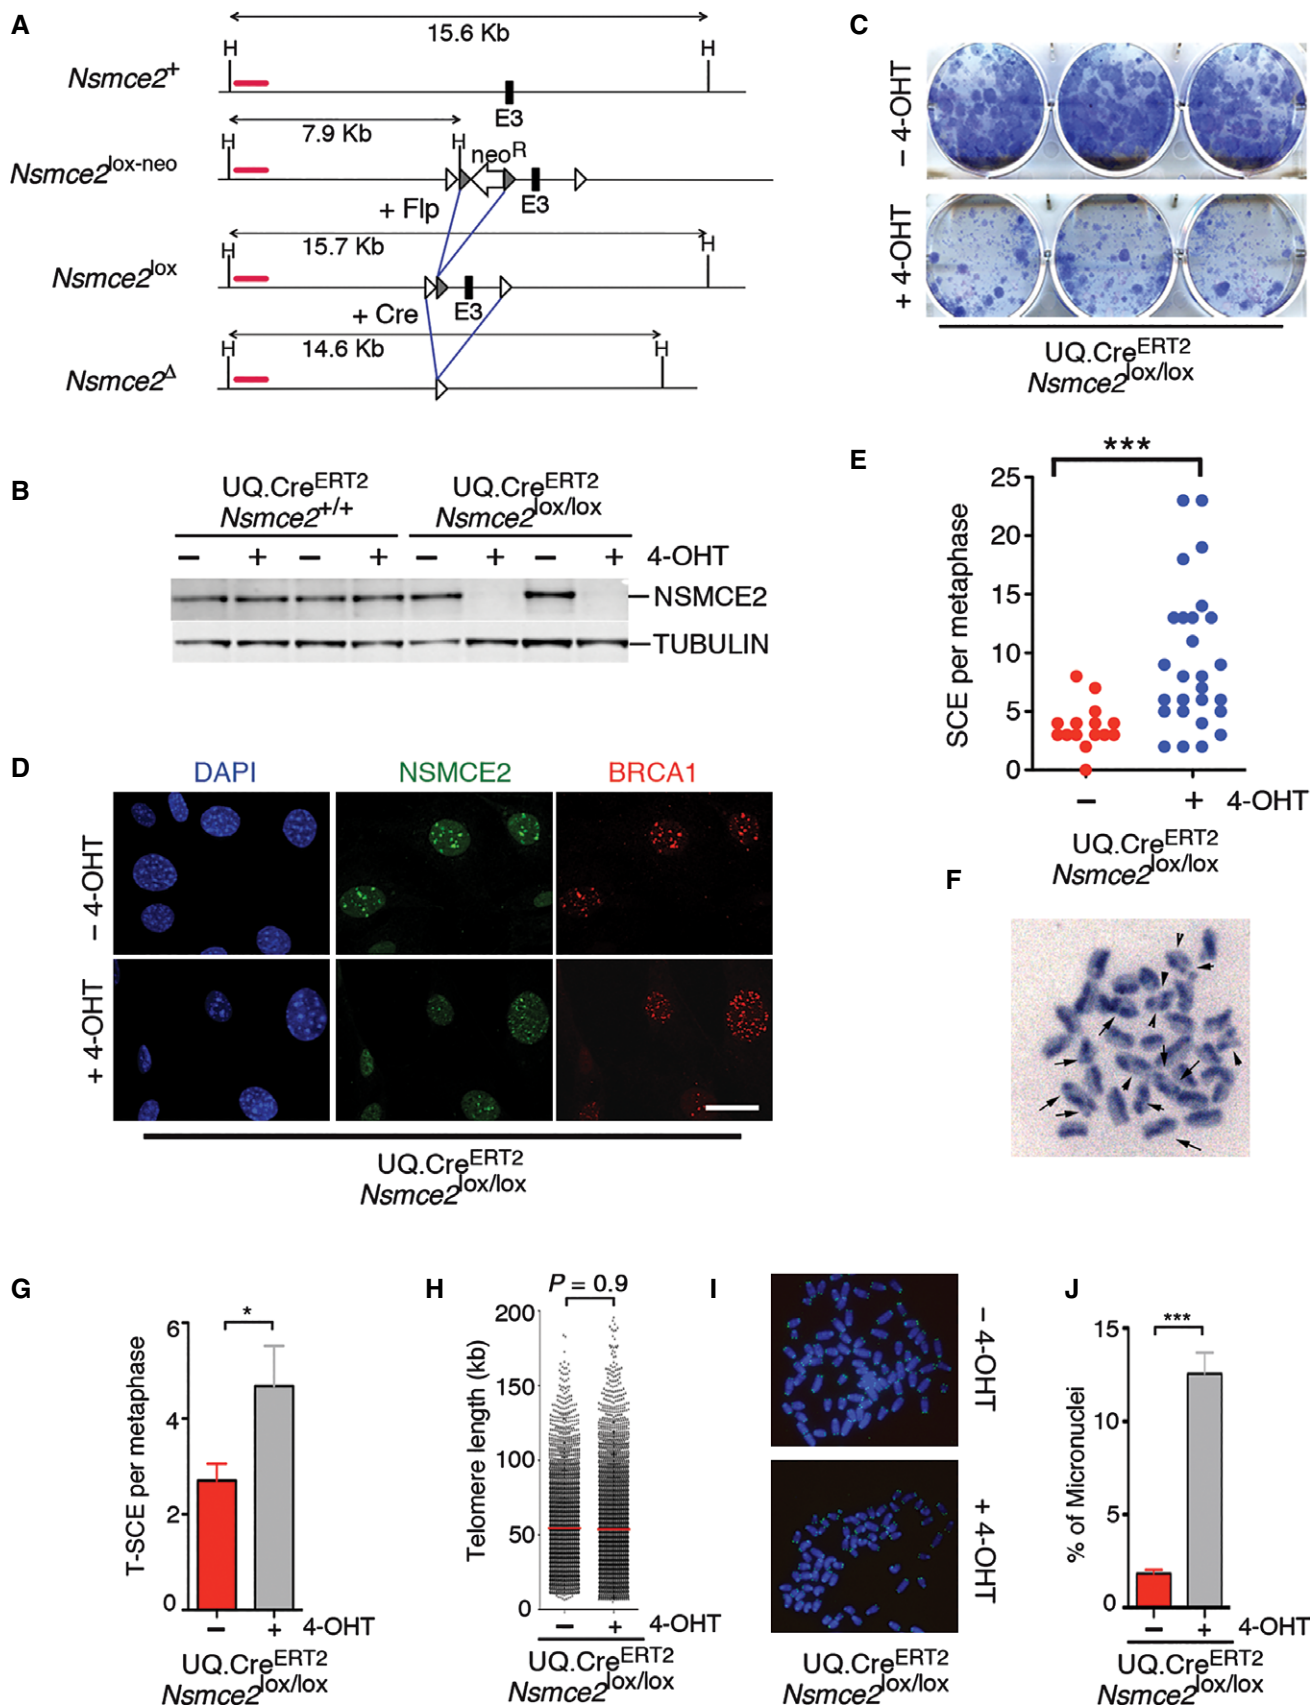 A
15.6 Kb
H H
Nsmce2+
E3
7.9 Kb
H H neoR
Nsmce2lox-neo
E3
+ Flp
15.7 Kb
H H
Nsmce2lox
E3
+ Cre
14.6 Kb
H H
Nsmce2Δ
B
UQ.CreERT2 UQ.CreERT2
Nsmce2+/+ Nsmce2lox/lox
− + − + − + − + 4-OHT
NSMCE2
TUBULIN
C
− 4-OHT
+ 4-OHT
UQ.CreERT2
Nsmce2lox/lox
D
DAPI NSMCE2 BRCA1
− 4-OHT
+ 4-OHT
UQ.CreERT2
Nsmce2lox/lox
E
***
SCE per metaphase
25
20
15
10
5
0
− + 4-OHT
UQ.CreERT2
Nsmce2lox/lox
F
G
*
T-SCE per metaphase
6
4
2
0
− + 4-OHT
UQ.CreERT2
Nsmce2lox/lox
H
P = 0.9
Telomere length (kb)
200
150
100
50
0
− + 4-OHT
UQ.CreERT2
Nsmce2lox/lox
I
− 4-OHT
+ 4-OHT
UQ.CreERT2
Nsmce2lox/lox
J
***
% of Micronuclei
15
10
5
0
− + 4-OHT
UQ.CreERT2
Nsmce2lox/lox